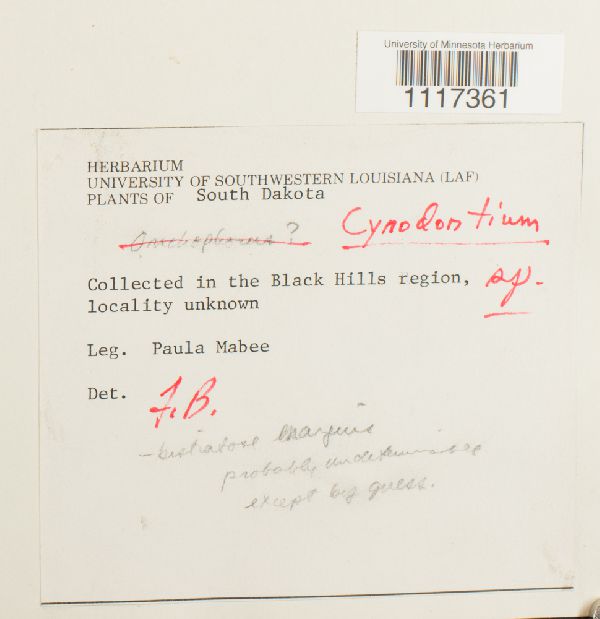 University of Minnesota Herbarium
1117361
HERBARIUM
UNIVERSITY OF SOUTHWESTERN LOUISIANA (LAF)
PLANTS OF South Dakota
Cynodontium
Collected in the Black Hills region, sp.
locality unknown
Leg. Paula Mabee
Det. F.B.
- bistratose margins
probably
except by guess.